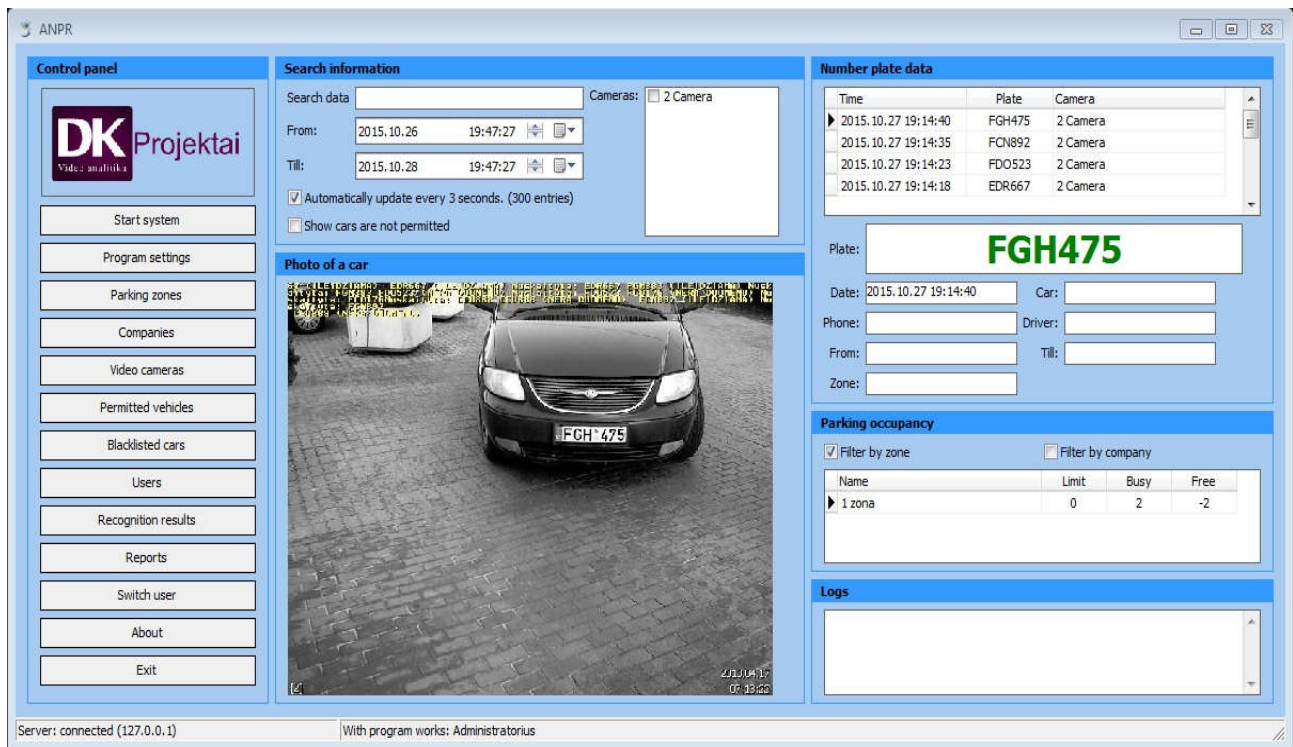 ANPR
Control panel
DK Projektai
Video analitika
Start system
Program settings
Parking zones
Companies
Video cameras
Permitted vehicles
Blacklisted cars
Users
Recognition results
Reports
Switch user
About
Exit
Search information
Search data
Cameras: 2 Camera
From: 2015.10.26 19:47:27
Till: 2015.10.28 19:47:27
Automatically update every 3 seconds. (300 entries)
Show cars are not permitted
Photo of a car
FGH 475
[2]
07:13:22
Number plate data
Time Plate Camera
2015.10.27 19:14:40 FGH475 2 Camera
2015.10.27 19:14:35 FCN892 2 Camera
2015.10.27 19:14:23 FDO523 2 Camera
2015.10.27 19:14:18 EDR667 2 Camera
Plate: FGH475
Date: 2015.10.27 19:14:40 Car:
Phone: Driver:
From: Till:
Zone:
Parking occupancy
Filter by zone Filter by company
Name Limit Busy Free
1 zona 0 2 -2
Logs
Server: connected (127.0.0.1) With program works: Administratorius